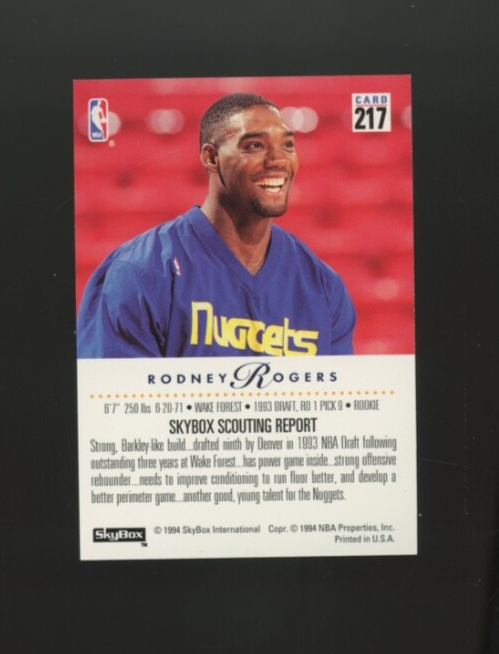 CARD
217
NBA
®
Nuggets
RODNEY ROGERS
6'7" 250 lbs 6-20-71 • WAKE FOREST • 1993 DRAFT, RD 1 PICK 9 • ROOKIE
SKYBOX SCOUTING REPORT
Strong, Barkley-like build...drafted ninth by Denver in 1993 NBA Draft following
outstanding three years at Wake Forest...has power game inside...strong offensive
rebounder...needs to improve conditioning to run floor better, and develop a
better perimeter game...another good, young talent for the Nuggets.
SkyBox TM
© 1994 SkyBox International Copr. © 1994 NBA Properties, Inc.
Printed in U.S.A.